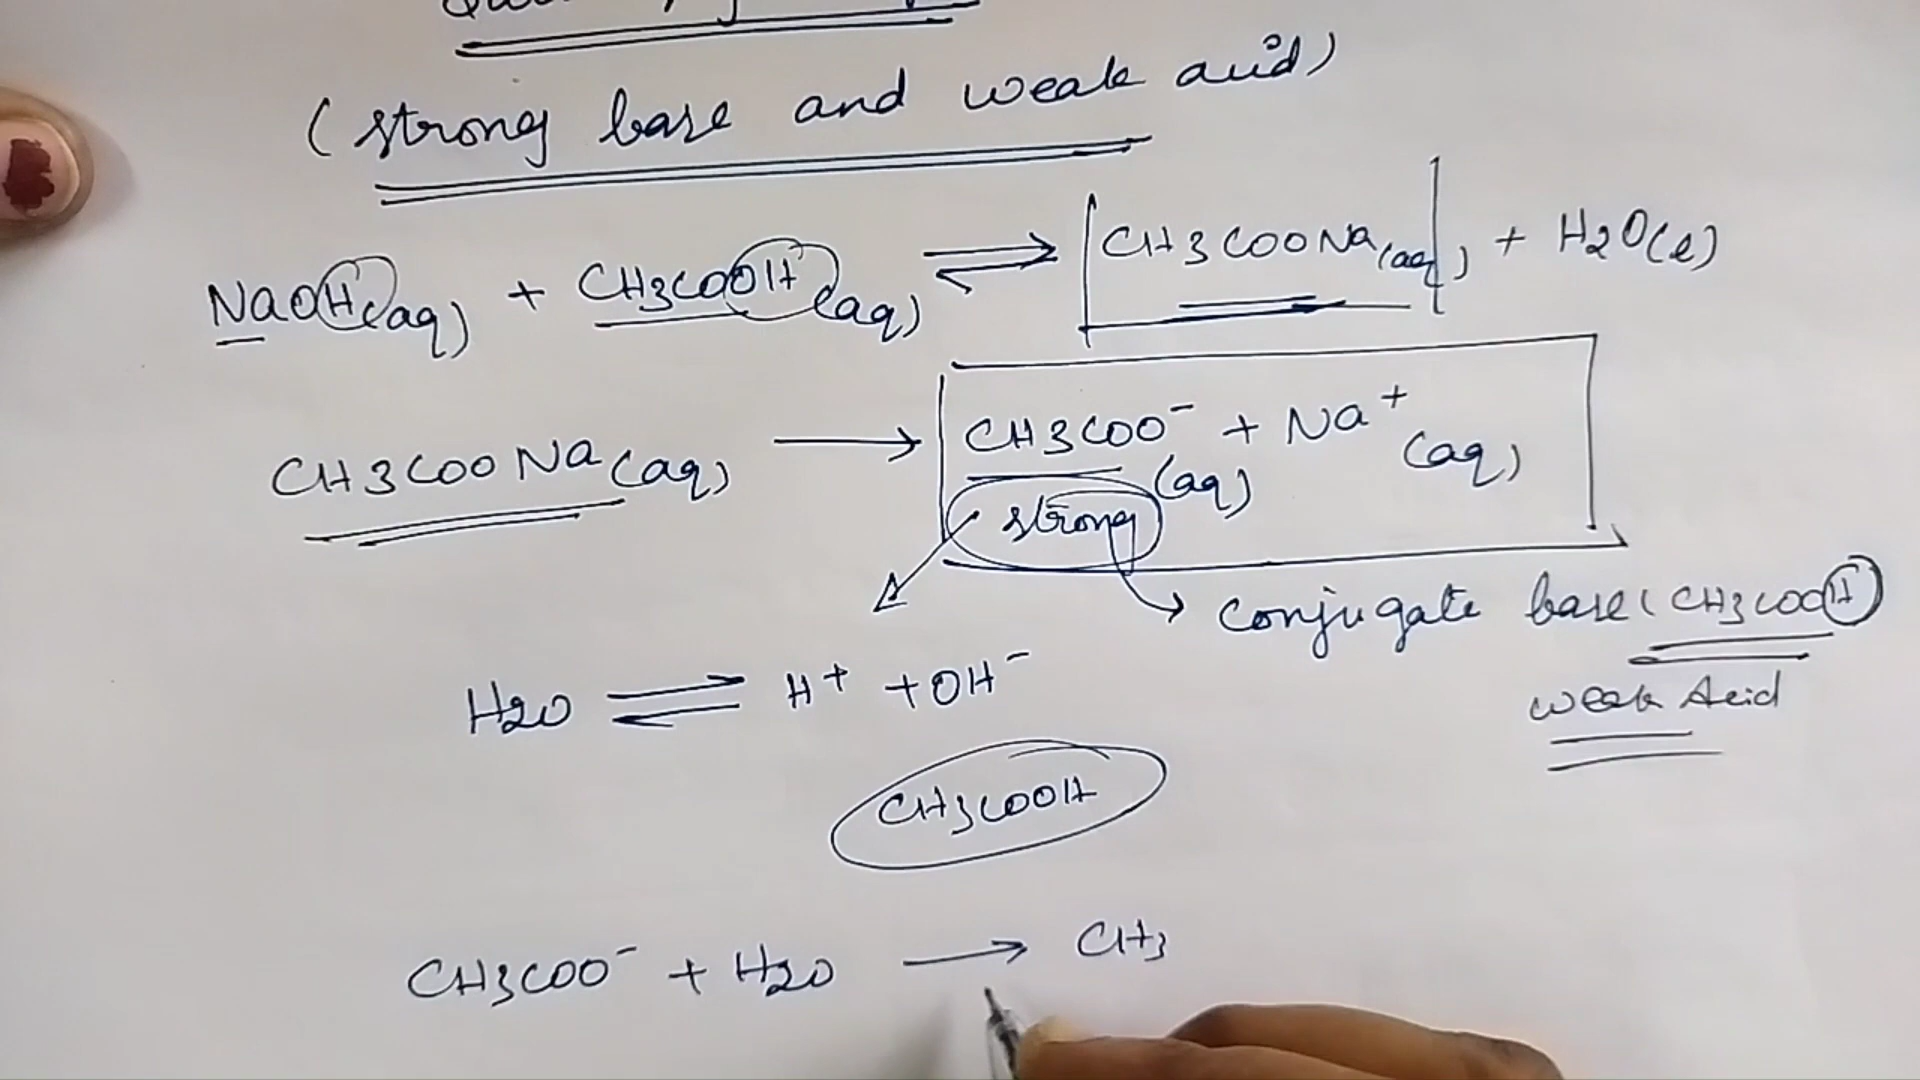 (strong base and weak acid)
NaOH(aq) + CH3COOH(aq) ⇌ CH3COONa(aq) + H2O(l)
CH3COONa(aq) → CH3COO⁻(aq) + Na⁺(aq)
strong
conjugate base (CH3COOH)
weak Acid
H2O ⇌ H⁺ + OH⁻
CH3COOH
CH3COO⁻ + H2O → CH3